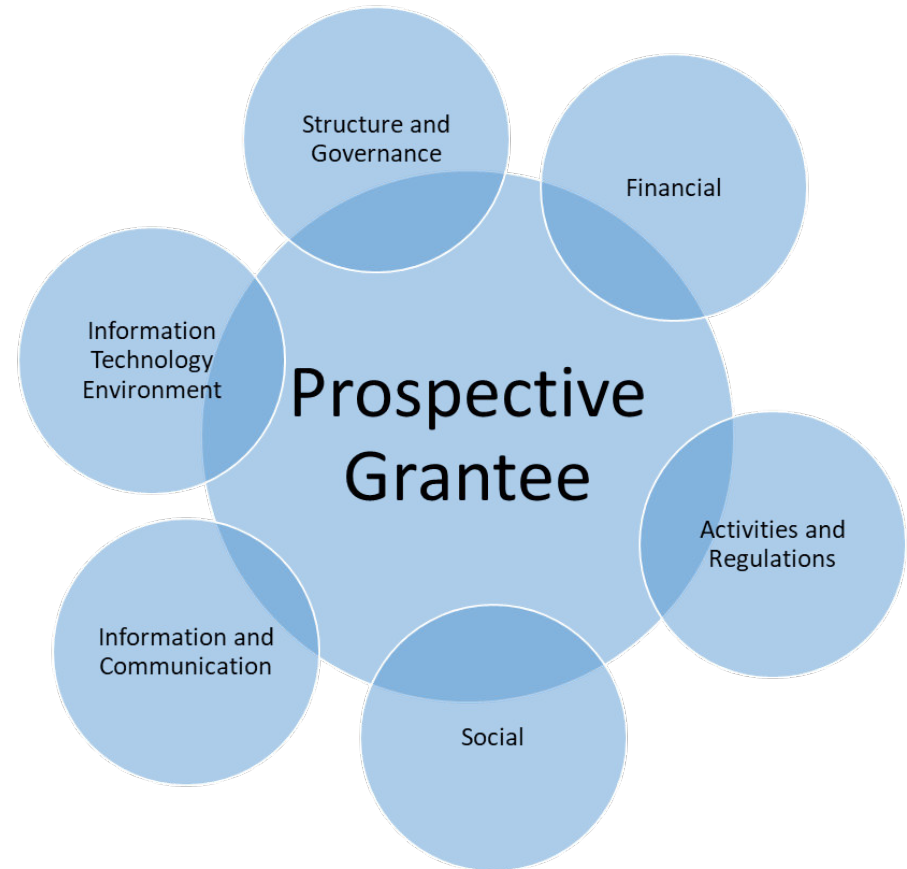 Structure and
Governance
Financial
Information
Technology
Environment
Prospective
Grantee
Activities and
Regulations
Information and
Communication
Social